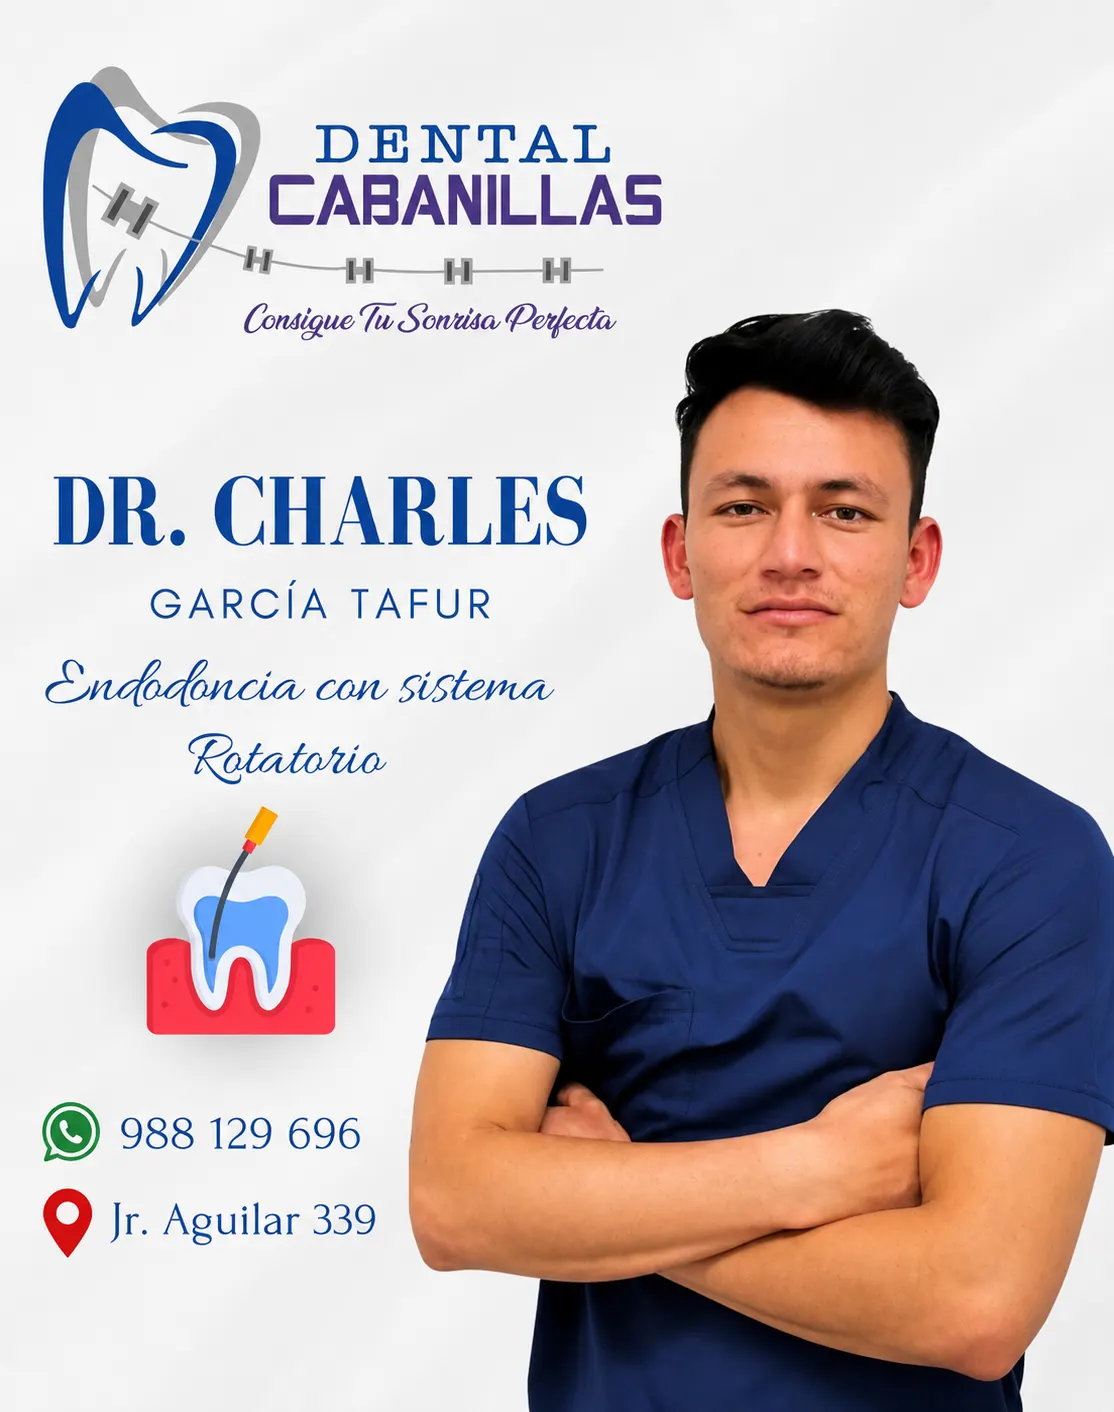 DENTAL
CABANILLAS
Consigue Tu Sonrisa Perfecta
DR. CHARLES
GARCÍA TAFUR
Endodoncia con sistema
Rotatorio
988 129 696
Jr. Aguilar 339